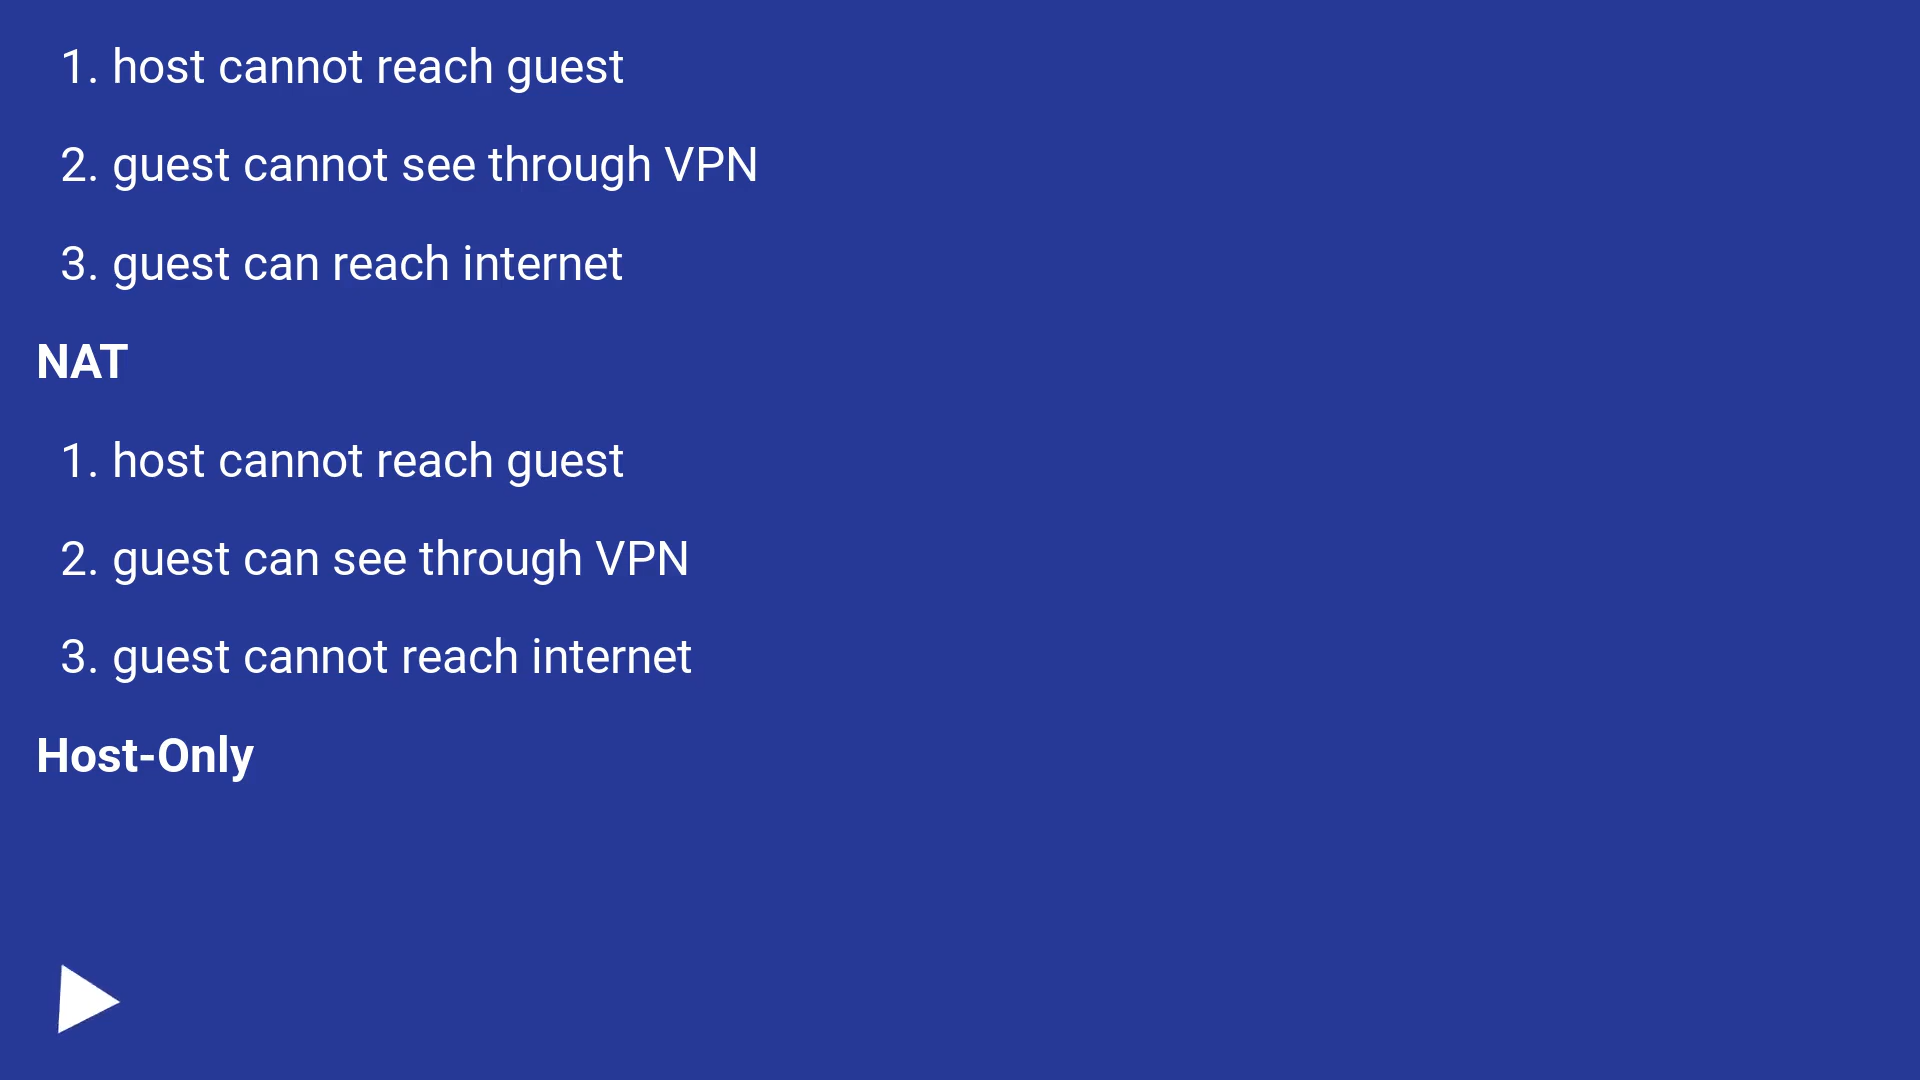 1. host cannot reach guest
2. guest cannot see through VPN
3. guest can reach internet
NAT
1. host cannot reach guest
2. guest can see through VPN
3. guest cannot reach internet
Host-Only